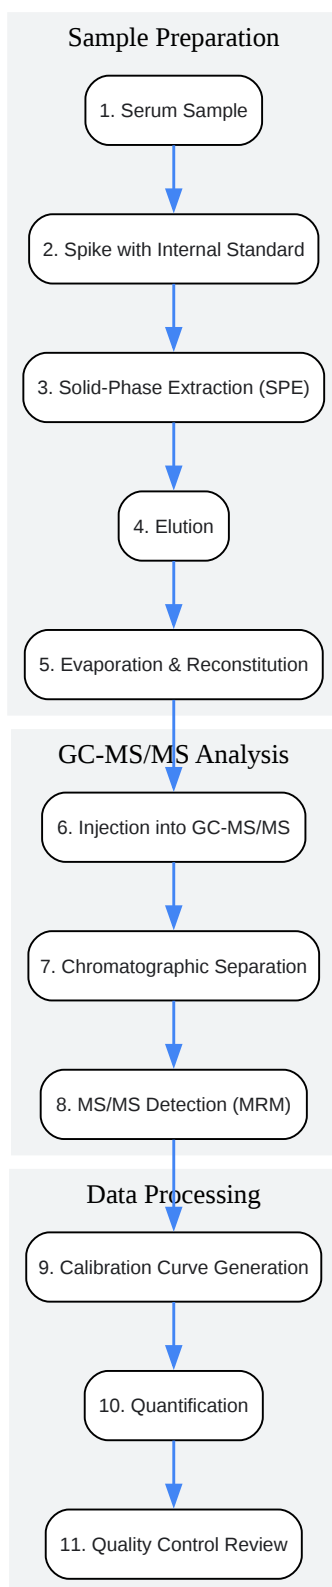 Sample Preparation
1. Serum Sample
2. Spike with Internal Standard
3. Solid-Phase Extraction (SPE)
4. Elution
5. Evaporation & Reconstitution
GC-MS/MS Analysis
6. Injection into GC-MS/MS
7. Chromatographic Separation
8. MS/MS Detection (MRM)
Data Processing
9. Calibration Curve Generation
10. Quantification
11. Quality Control Review